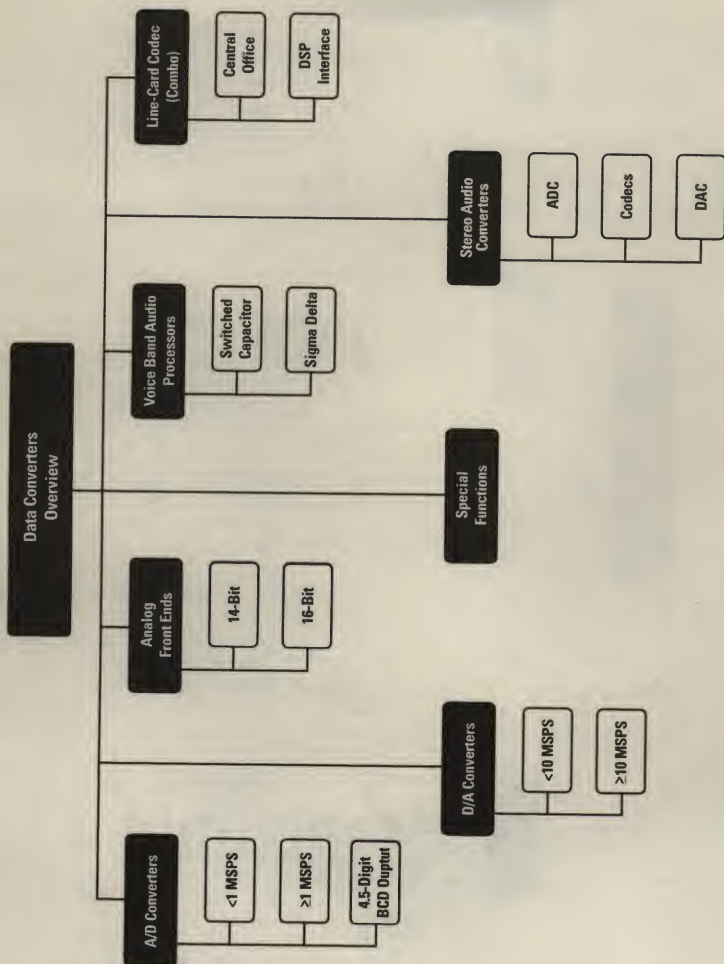 Data Converters
Overview
A/D Converters
<1 MSPS
≥1 MSPS
4.5-Digit
BCD Ouptut
Analog
Front Ends
14-Bit
16-Bit
Voice Band Audio
Processors
Switched
Capacitor
Sigma Delta
Line-Card Codec
(Combo)
Central
Office
DSP
Interface
D/A Converters
<10 MSPS
≥10 MSPS
Special
Functions
Stereo Audio
Converters
ADC
Codecs
DAC